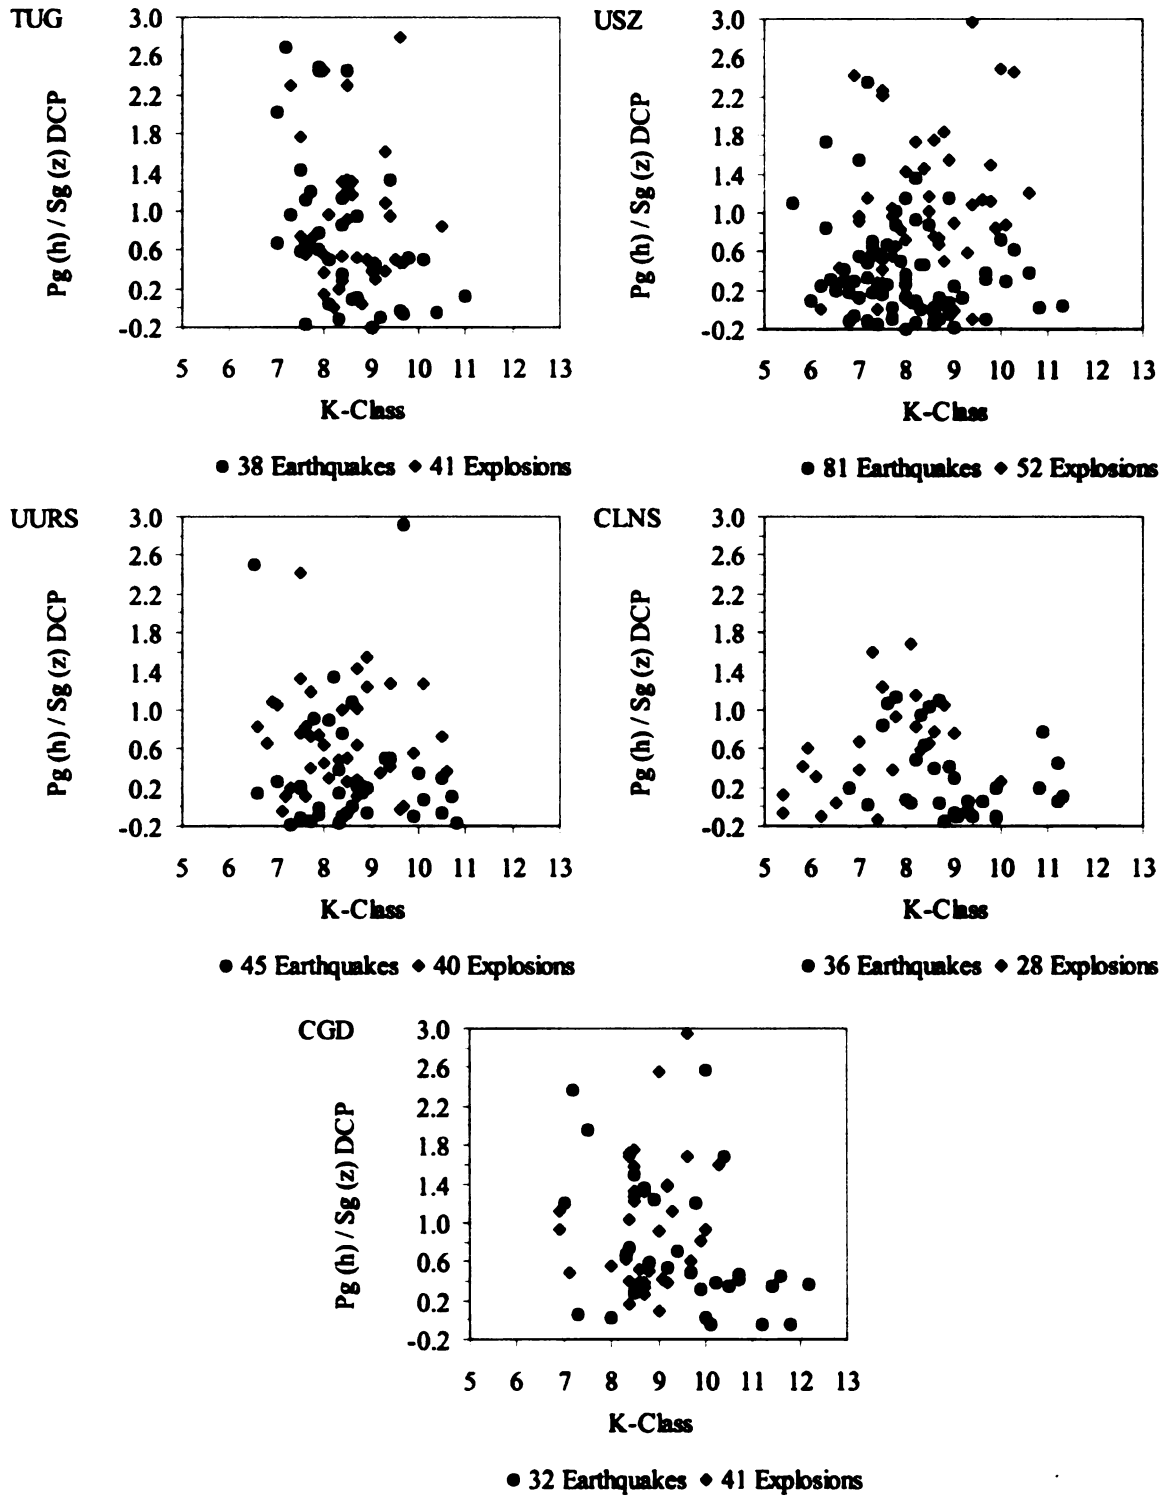 TUG
Pg (h) / Sg (z) DCP
3.0
2.6
2.2
1.8
1.4
1.0
0.6
0.2
-0.2
5 6 7 8 9 10 11 12 13
K-Class
● 38 Earthquakes ◆ 41 Explosions
USZ
Pg (h) / Sg (z) DCP
3.0
2.6
2.2
1.8
1.4
1.0
0.6
0.2
-0.2
5 6 7 8 9 10 11 12 13
K-Class
● 81 Earthquakes ◆ 52 Explosions
UURS
Pg (h) / Sg (z) DCP
3.0
2.6
2.2
1.8
1.4
1.0
0.6
0.2
-0.2
5 6 7 8 9 10 11 12 13
K-Class
● 45 Earthquakes ◆ 40 Explosions
CLNS
Pg (h) / Sg (z) DCP
3.0
2.6
2.2
1.8
1.4
1.0
0.6
0.2
-0.2
5 6 7 8 9 10 11 12 13
K-Class
● 36 Earthquakes ◆ 28 Explosions
CGD
Pg (h) / Sg (z) DCP
3.0
2.6
2.2
1.8
1.4
1.0
0.6
0.2
-0.2
5 6 7 8 9 10 11 12 13
K-Class
● 32 Earthquakes ◆ 41 Explosions